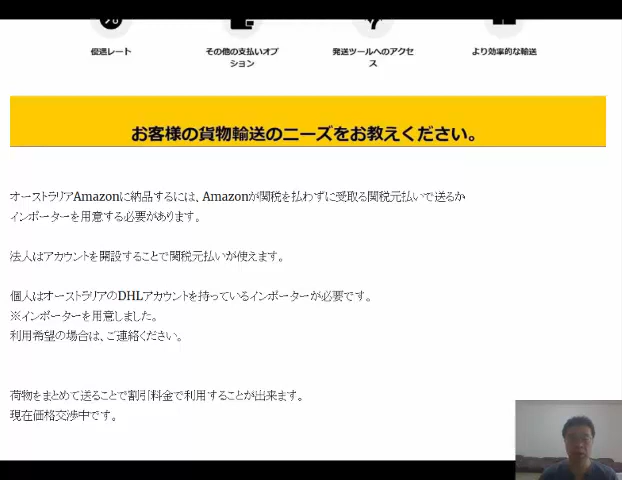 優遇レート
その他の支払いオプ
ション
発送ツールへのアクセ
ス
より効率的な輸送
お客様の貨物輸送のニーズをお教えください。
オーストラリアAmazonに納品するには、Amazonが関税を払わずに受取る関税元払いで送るか
インポーターを用意する必要があります。
法人はアカウントを開設することで関税元払いが使えます。
個人はオーストラリアのDHLアカウントを持っているインポーターが必要です。
※インポーターを用意しました。
利用希望の場合は、ご連絡ください。
荷物をまとめて送ることで割引料金で利用することが出来ます。
現在価格交渉中です。